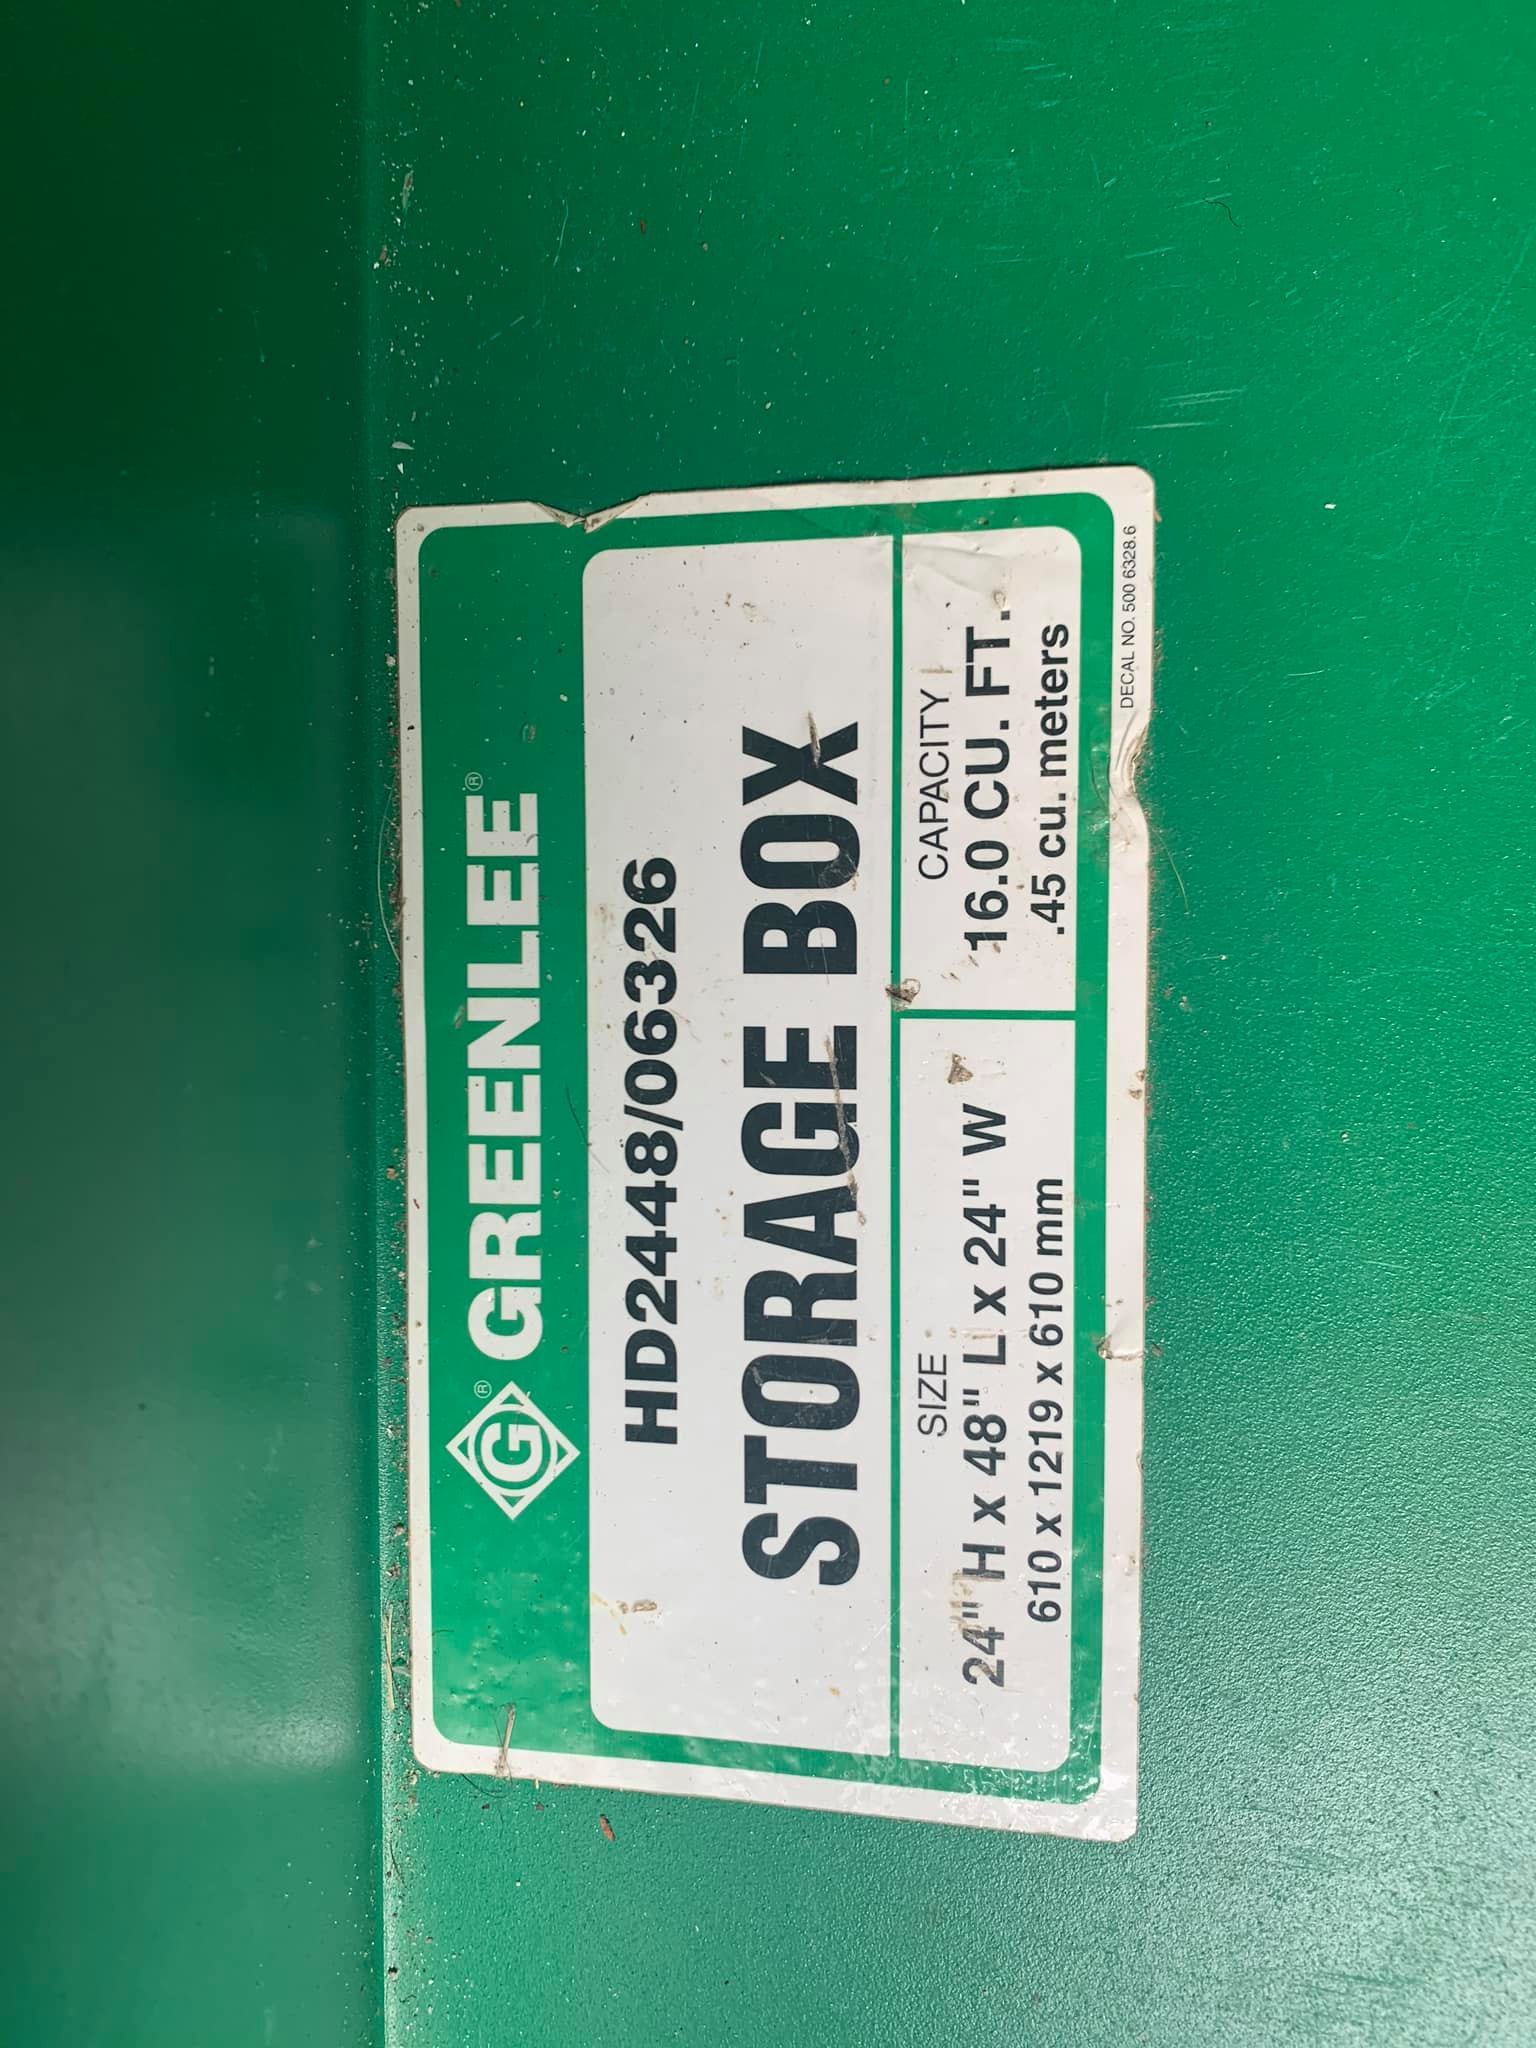 G® GREENLEE®
HD2448/06326
STORAGE BOX
SIZE
24" H x 48" L x 24" W
610 x 1219 x 610 mm
CAPACITY
16.0 CU. FT.
.45 cu. meters
DECAL NO. 500 6328.6